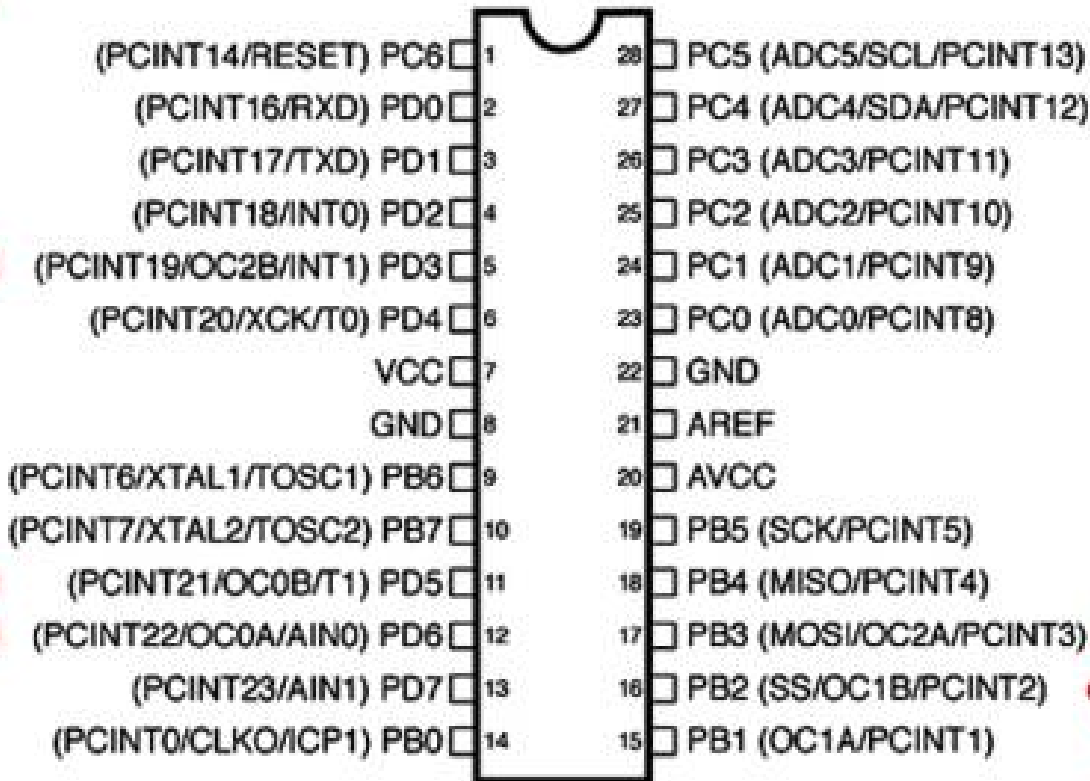 (PCINT14/RESET) PC6 1 28 PC5 (ADC5/SCL/PCINT13)
(PCINT16/RXD) PD0 2 27 PC4 (ADC4/SDA/PCINT12)
(PCINT17/TXD) PD1 3 26 PC3 (ADC3/PCINT11)
(PCINT18/INT0) PD2 4 25 PC2 (ADC2/PCINT10)
(PCINT19/OC2B/INT1) PD3 5 24 PC1 (ADC1/PCINT9)
(PCINT20/XCK/T0) PD4 6 23 PC0 (ADC0/PCINT8)
VCC 7 22 GND
GND 8 21 AREF
(PCINT6/XTAL1/TOSC1) PB6 9 20 AVCC
(PCINT7/XTAL2/TOSC2) PB7 10 19 PB5 (SCK/PCINT5)
(PCINT21/OC0B/T1) PD5 11 18 PB4 (MISO/PCINT4)
(PCINT22/OC0A/AIN0) PD6 12 17 PB3 (MOSI/OC2A/PCINT3)
(PCINT23/AIN1) PD7 13 16 PB2 (SS/OC1B/PCINT2)
(PCINT0/CLKO/ICP1) PB0 14 15 PB1 (OC1A/PCINT1)